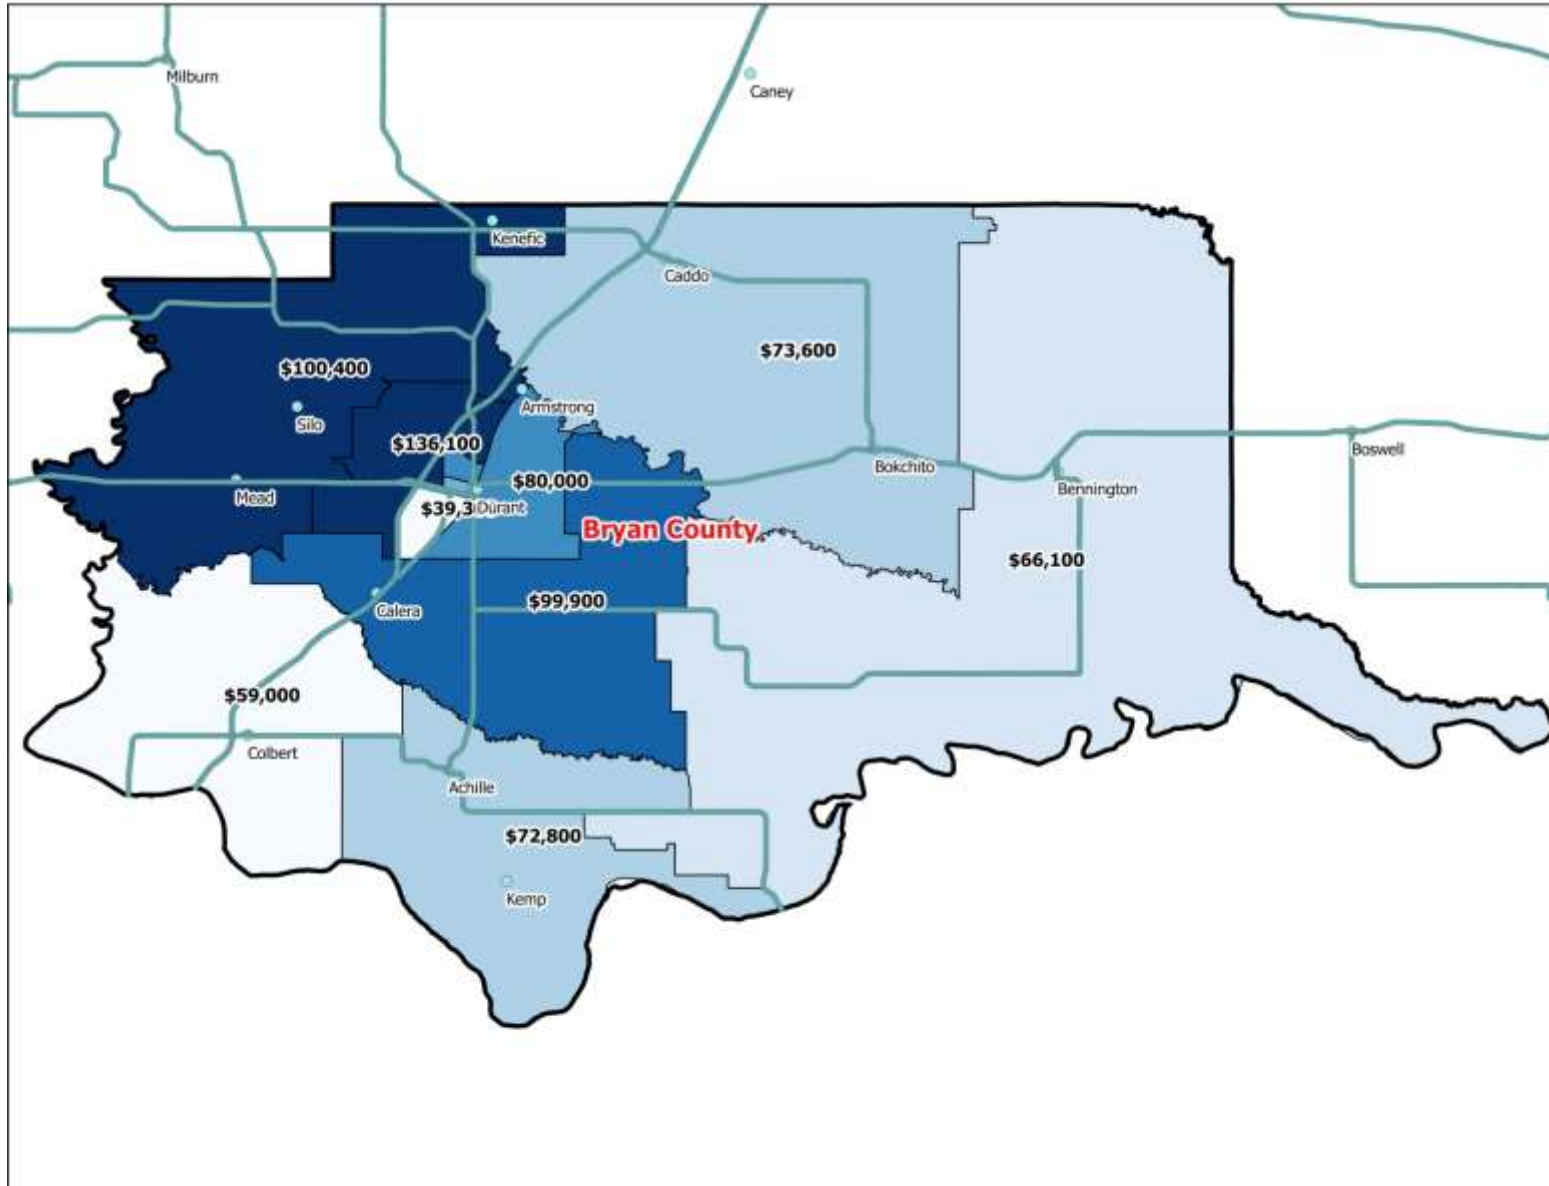 Milburn
Caney
Kenefic
Caddo
$73,600
$100,400
Silo
Armstrong
$136,100
Boswell
Bokchito
Mead
$80,000
Bennington
$39,3
Durant
Bryan County
$66,100
$99,900
Calera
$59,000
Colbert
Achille
$72,800
Kemp